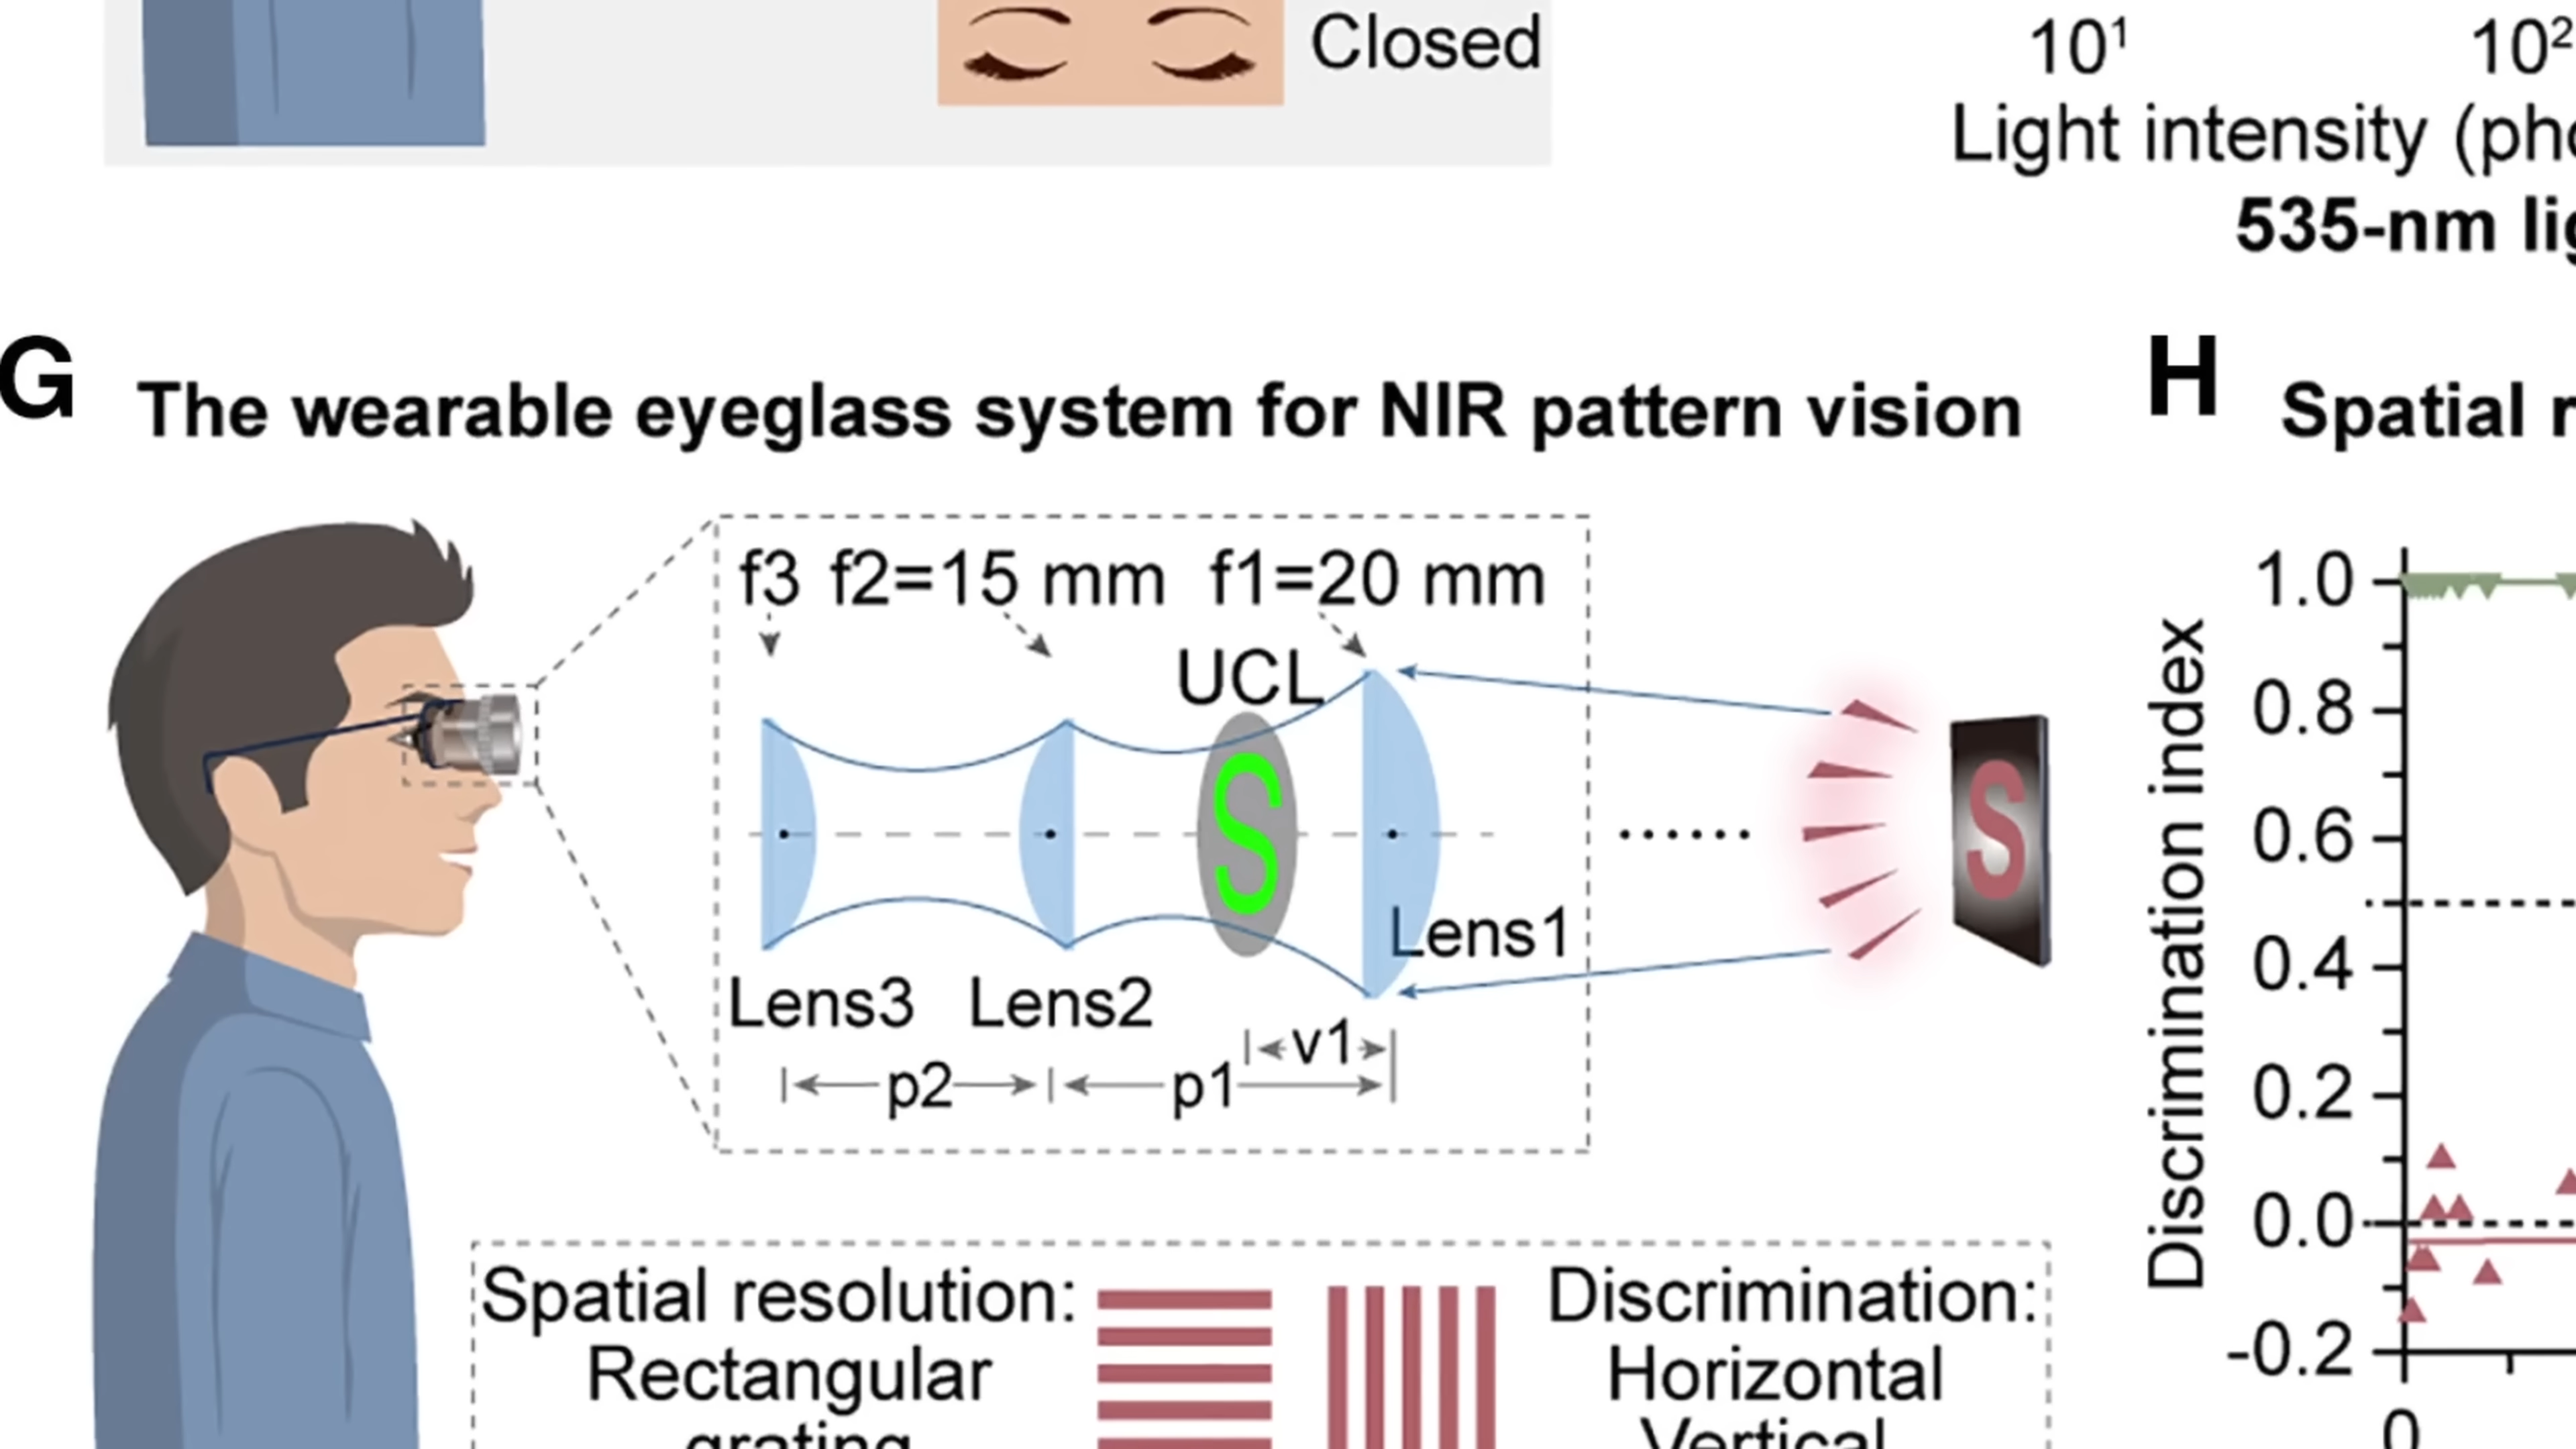 Closed
10¹
10²
Light intensity
535-nm
G
The wearable eyeglass system for NIR pattern vision
f3 f2=15 mm f1=20 mm
UCL
S
S
Lens1
Lens3
Lens2
v1
p2
p1
Spatial resolution:
Rectangular
grating
Discrimination:
Horizontal
Vertical
H
Spatial
Discrimination index
1.0
0.8
0.6
0.4
0.2
0.0
-0.2
0